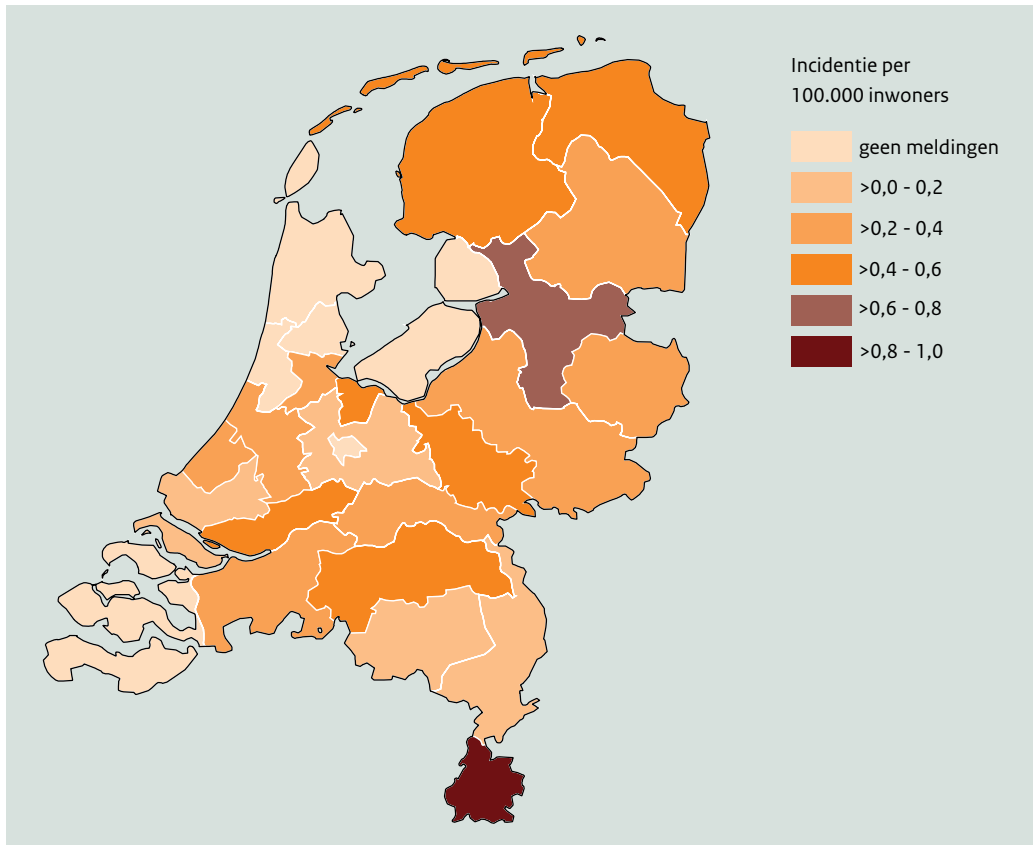 Incidentie per
100.000 inwoners
geen meldingen
>0,0 - 0,2
>0,2 - 0,4
>0,4 - 0,6
>0,6 - 0,8
>0,8 - 1,0